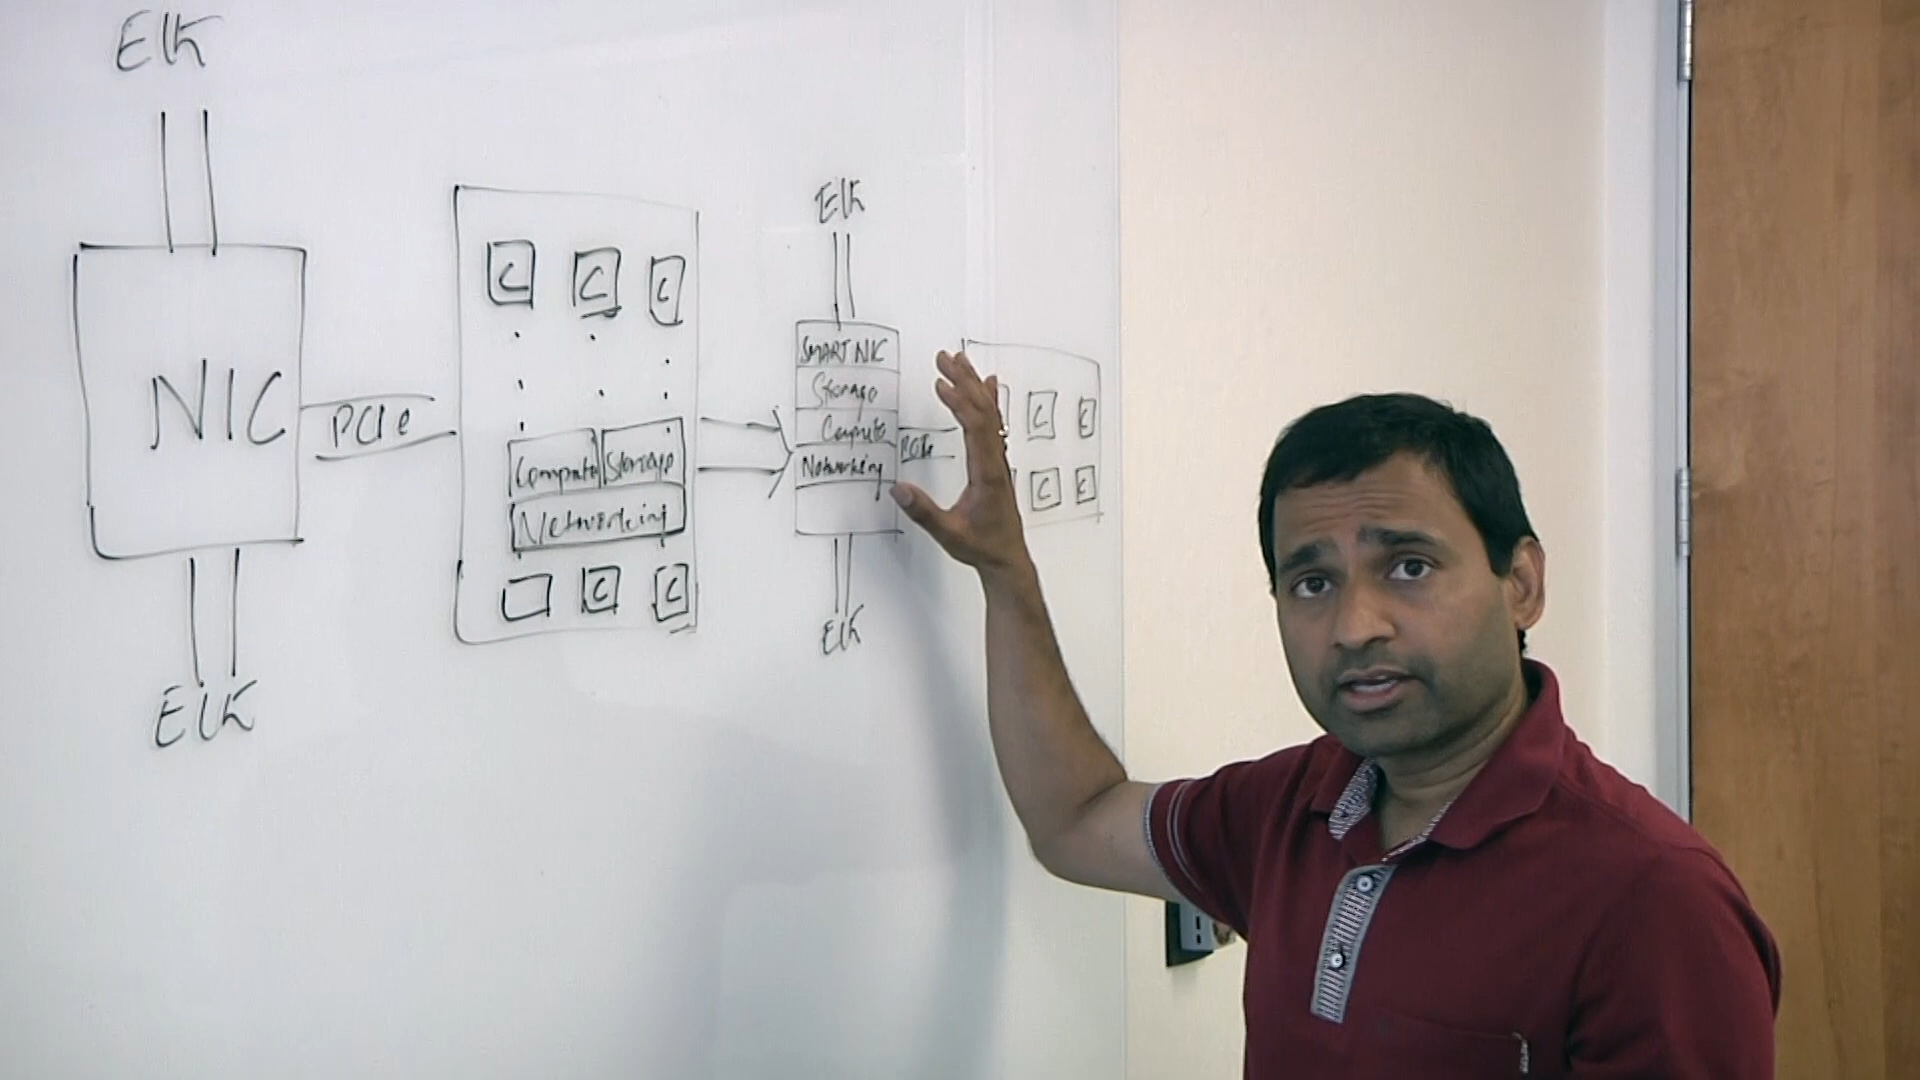 Eth
NIC
PCIe
Eth
C C C
Compute Storage
Networking
C C
Eth
SMART NIC
Storage
Compute
Networking
PCIe
Eth
C C
C C